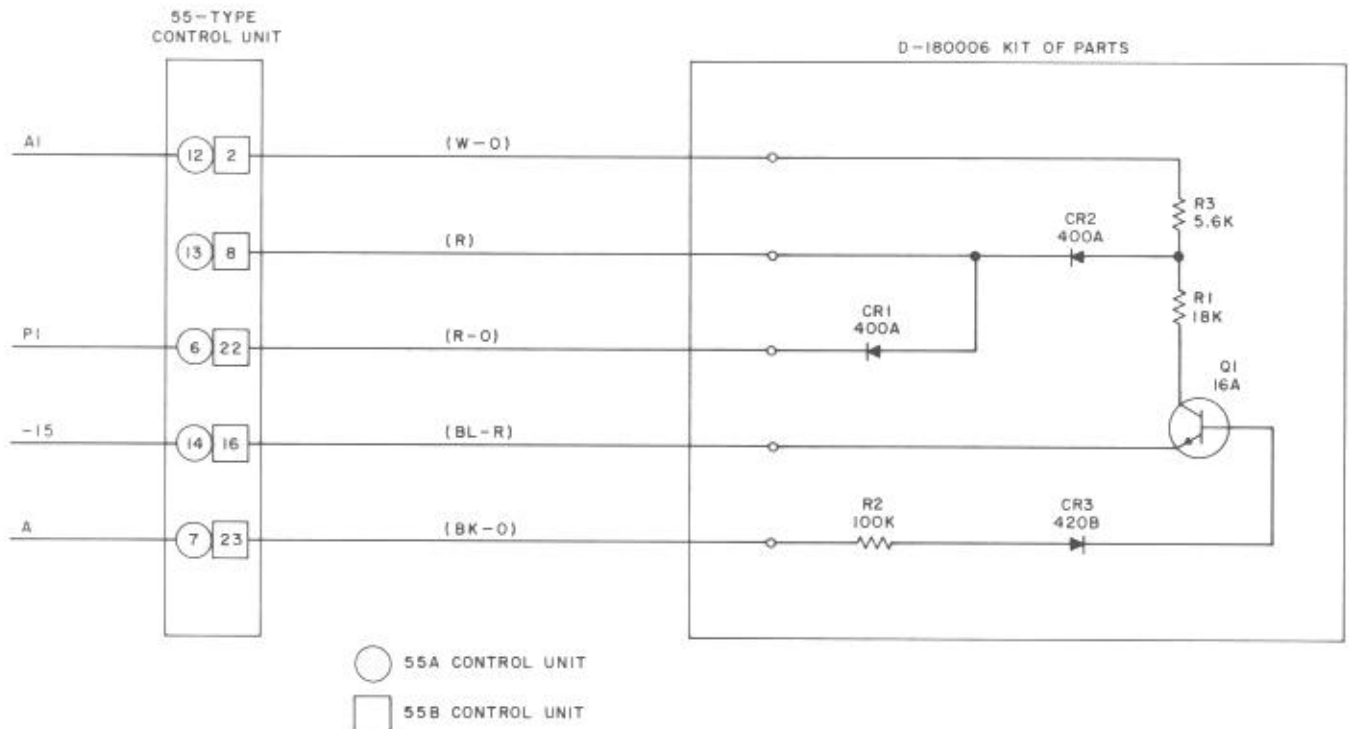 55-TYPE
CONTROL UNIT
D-180006 KIT OF PARTS
A1
12
2
(W-O)
R3
5.6K
13
8
(R)
CR2
400A
R1
18K
P1
6
22
(R-O)
CR1
400A
Q1
16A
-15
14
16
(BL-R)
A
7
23
(BK-O)
R2
100K
CR3
420B
55A CONTROL UNIT
55B CONTROL UNIT